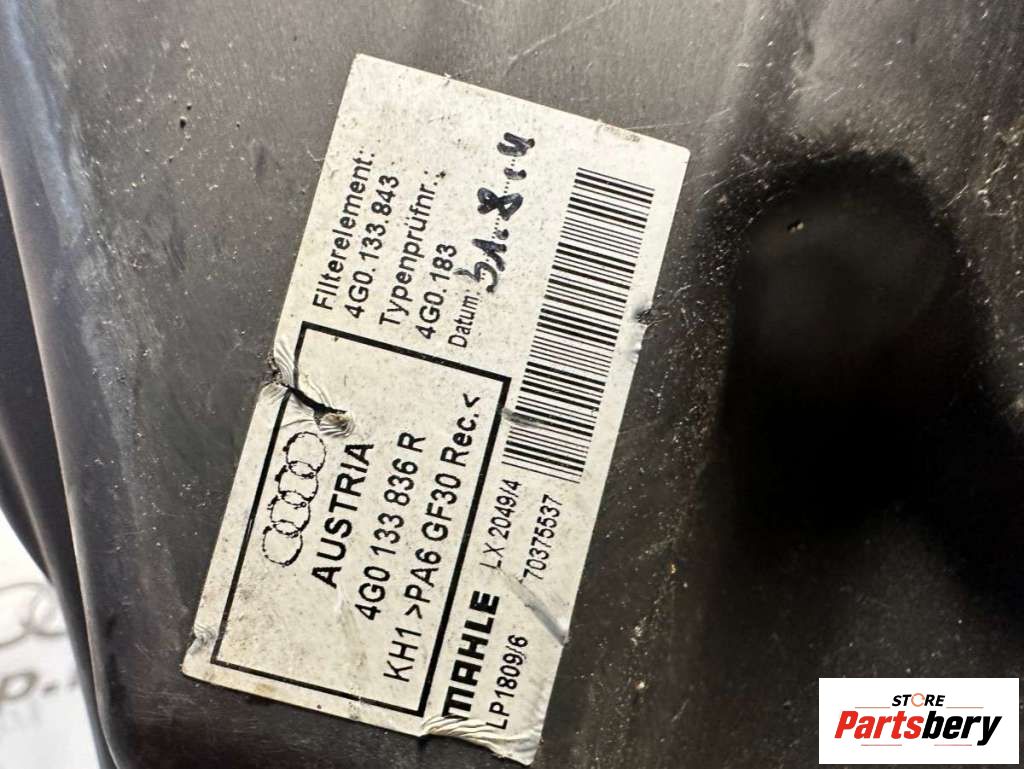 Filterelement:
4G0.133.843
Typenprüfnr.:
4G0.183
Datum:
AUSTRIA
4G0 133 836 R
KH1 >PA6 GF30 Rec.<
MAHLE LX 2049/4
LP1809/6 70375537
STORE
Partsbery